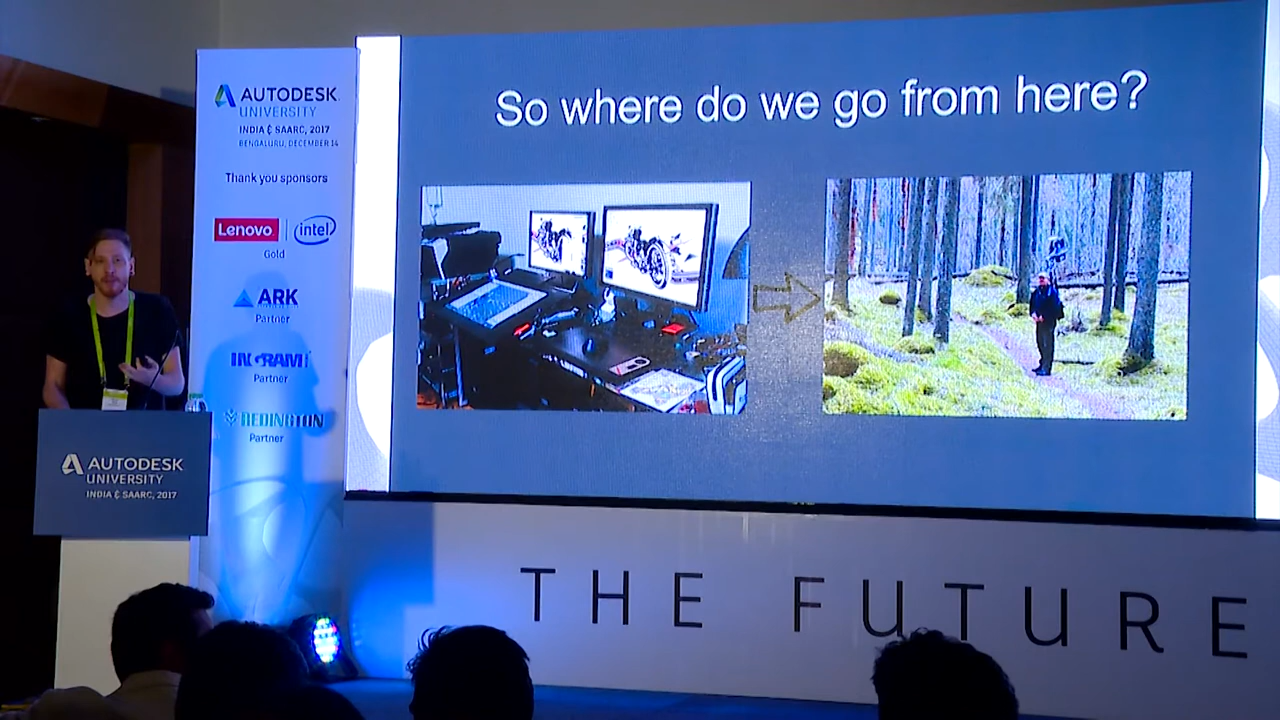 AUTODESK
UNIVERSITY
INDIA & SAARC, 2017
BENGALURU, DECEMBER 14
Thank you sponsors
Lenovo
intel
Gold
ARK
Partner
INGRAM
Partner
REDINGTON
Partner
So where do we go from here?
AUTODESK
UNIVERSITY
INDIA & SAARC, 2017
THE FUTURE